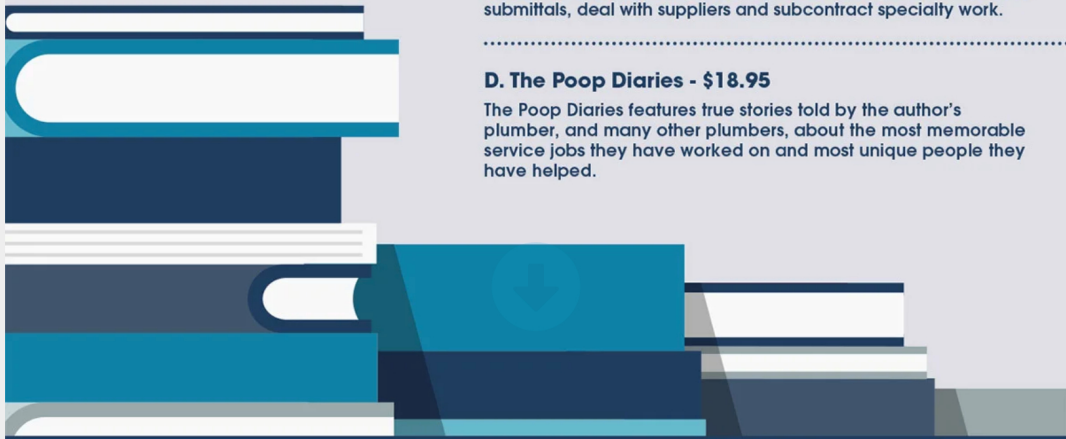 submittals, deal with suppliers and subcontract specialty work.
D. The Poop Diaries - $18.95
The Poop Diaries features true stories told by the author's
plumber, and many other plumbers, about the most memorable
service jobs they have worked on and most unique people they
have helped.